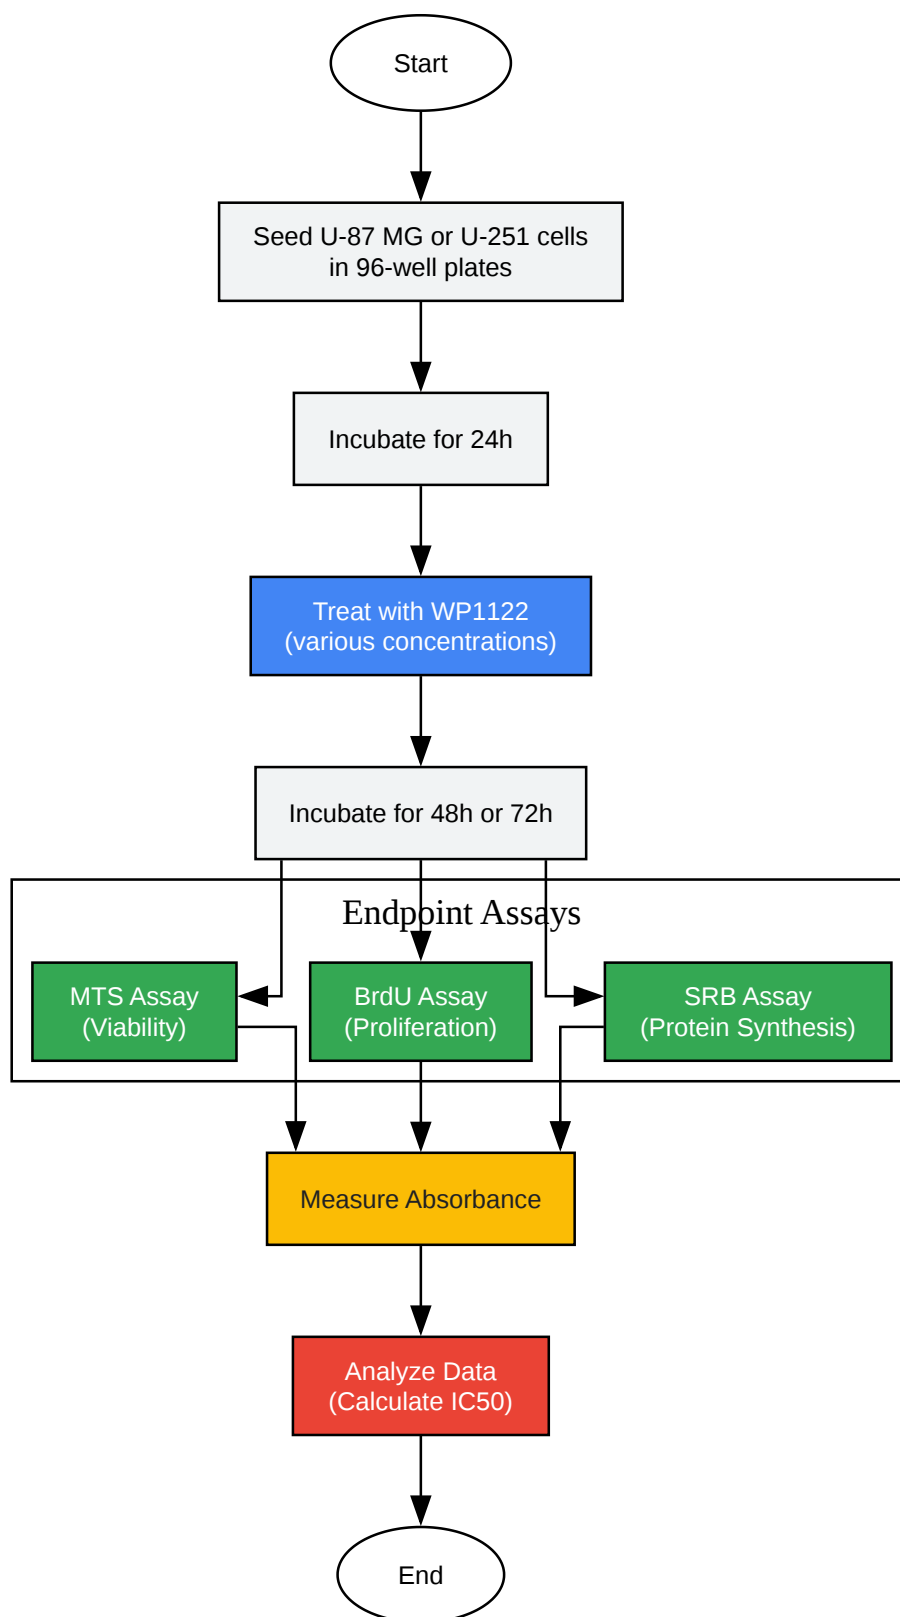 Start
Seed U-87 MG or U-251 cells
in 96-well plates
Incubate for 24h
Treat with WP1122
(various concentrations)
Incubate for 48h or 72h
Endpoint Assays
MTS Assay
(Viability)
BrdU Assay
(Proliferation)
SRB Assay
(Protein Synthesis)
Measure Absorbance
Analyze Data
(Calculate IC50)
End